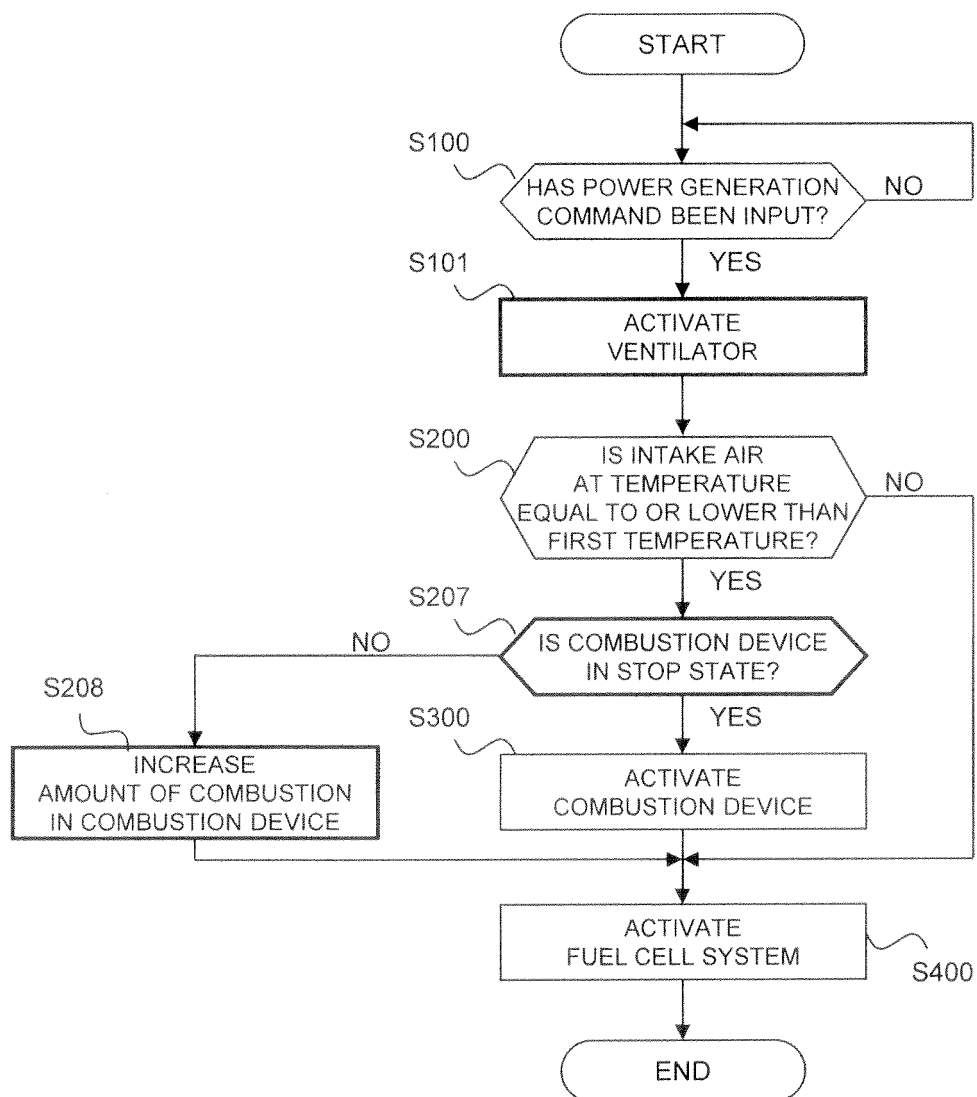 START
S100
HAS POWER GENERATION
COMMAND BEEN INPUT?
NO
YES
S101
ACTIVATE
VENTILATOR
S200
IS INTAKE AIR
AT TEMPERATURE
EQUAL TO OR LOWER THAN
FIRST TEMPERATURE?
NO
YES
S207
IS COMBUSTION DEVICE
IN STOP STATE?
NO
YES
S208
INCREASE
AMOUNT OF COMBUSTION
IN COMBUSTION DEVICE
S300
ACTIVATE
COMBUSTION DEVICE
ACTIVATE
FUEL CELL SYSTEM
S400
END